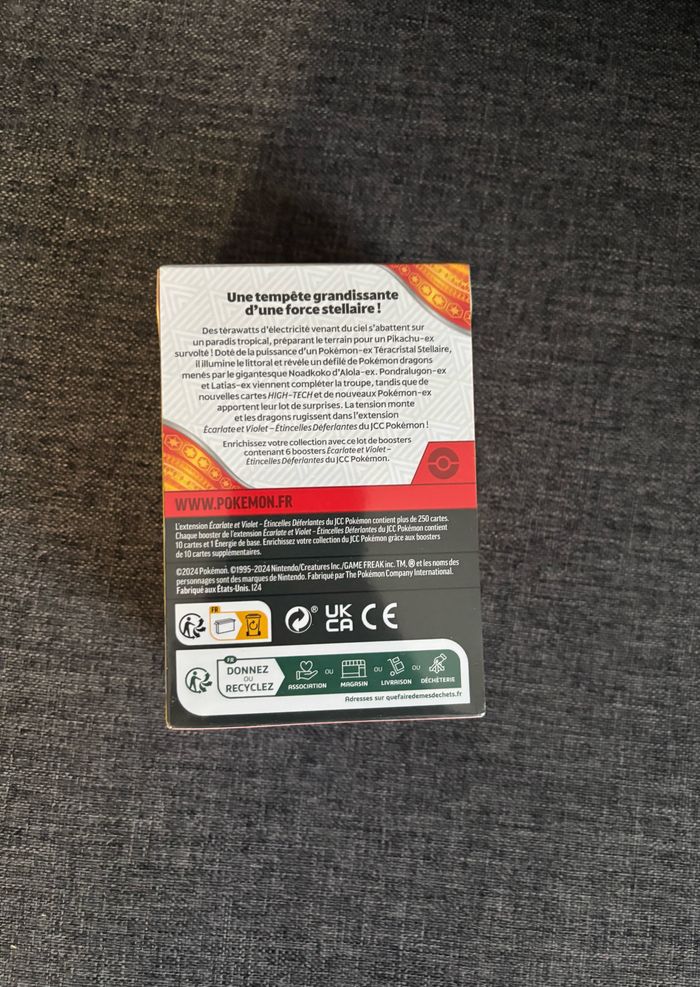 Une tempête grandissante
d'une force stellaire !
Des térawatts d'électricité venant du ciel s'abattent sur
un paradis tropical, préparant le terrain pour un Pikachu-ex
survolté ! Doté de la puissance d'un Pokémon-ex Téracristal Stellaire,
il illumine le littoral et révèle un défilé de Pokémon dragons
menés par le gigantesque Noadkoko d'Alola-ex. Pondralugon-ex
et Latias-ex viennent compléter la troupe, tandis que de
nouvelles cartes HIGH-TECH et de nouveaux Pokémon-ex
apportent leur lot de surprises. La tension monte
et les dragons rugissent dans l'extension
Écarlate et Violet – Étincelles Déferlantes du JCC Pokémon !
Enrichissez votre collection avec ce lot de boosters
contenant 6 boosters Écarlate et Violet –
Étincelles Déferlantes du JCC Pokémon.
WWW.POKEMON.FR
L'extension Écarlate et Violet – Étincelles Déferlantes du JCC Pokémon contient plus de 250 cartes.
Chaque booster de l'extension Écarlate et Violet – Étincelles Déferlantes du JCC Pokémon contient
10 cartes et 1 Énergie de base. Enrichissez votre collection du JCC Pokémon grâce aux boosters
de 10 cartes supplémentaires.
©2024 Pokémon. ©1995-2024 Nintendo/Creatures Inc./GAME FREAK inc. TM, ® et les noms des
personnages sont des marques de Nintendo. Fabriqué par The Pokémon Company International.
Fabriqué aux États-Unis. I24
FR
® UK CA CE
FR
DONNEZ OU RECYCLEZ
ASSOCIATION OU MAGASIN OU LIVRAISON OU DÉCHÈTERIE
Adresses sur quefairedemesdechets.fr